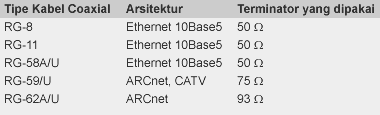 Tipe Kabel Coaxial Arsitektur Terminator yang dipakai
RG-8 Ethernet 10Base5 50 Ω
RG-11 Ethernet 10Base5 50 Ω
RG-58A/U Ethernet 10Base5 50 Ω
RG-59/U ARCnet, CATV 75 Ω
RG-62A/U ARCnet 93 Ω